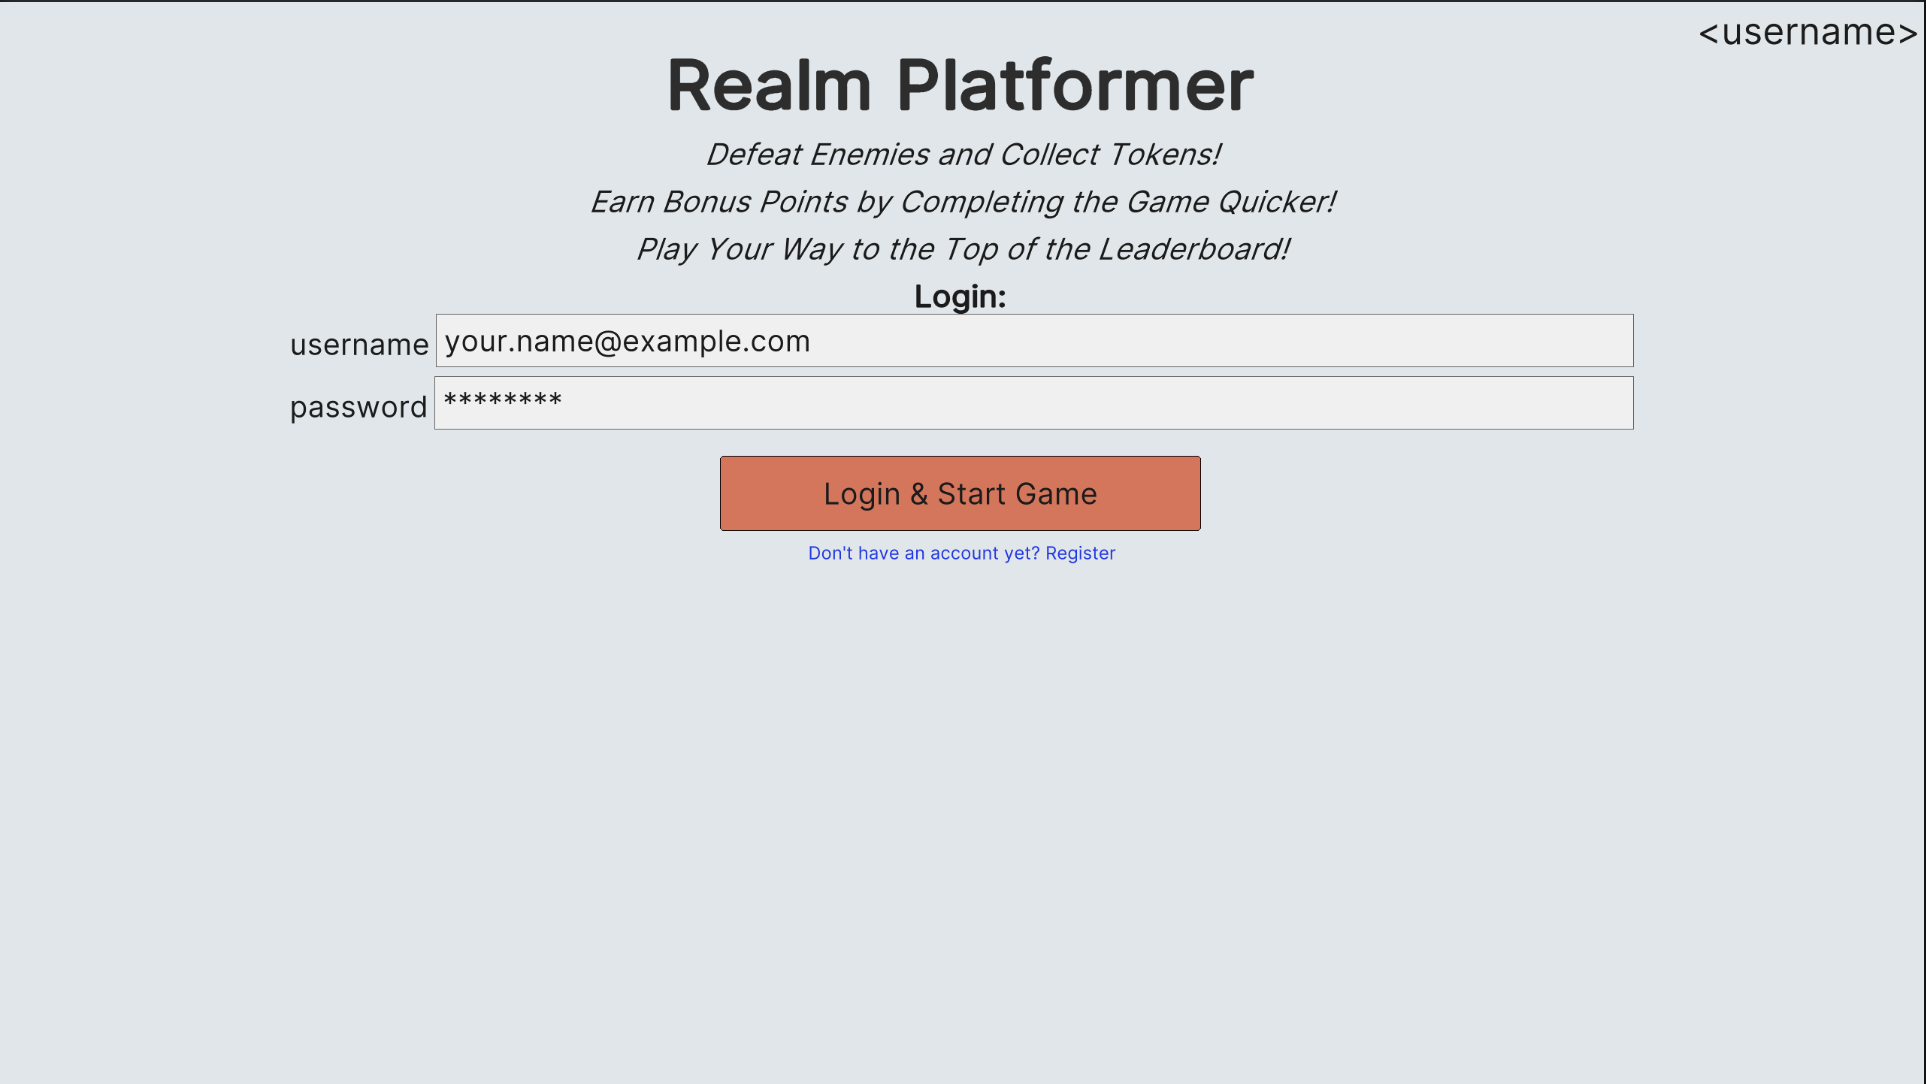 <username>
Realm Platformer
Defeat Enemies and Collect Tokens!
Earn Bonus Points by Completing the Game Quicker!
Play Your Way to the Top of the Leaderboard!
Login:
username your.name@example.com
password ********
Login & Start Game
Don't have an account yet? Register